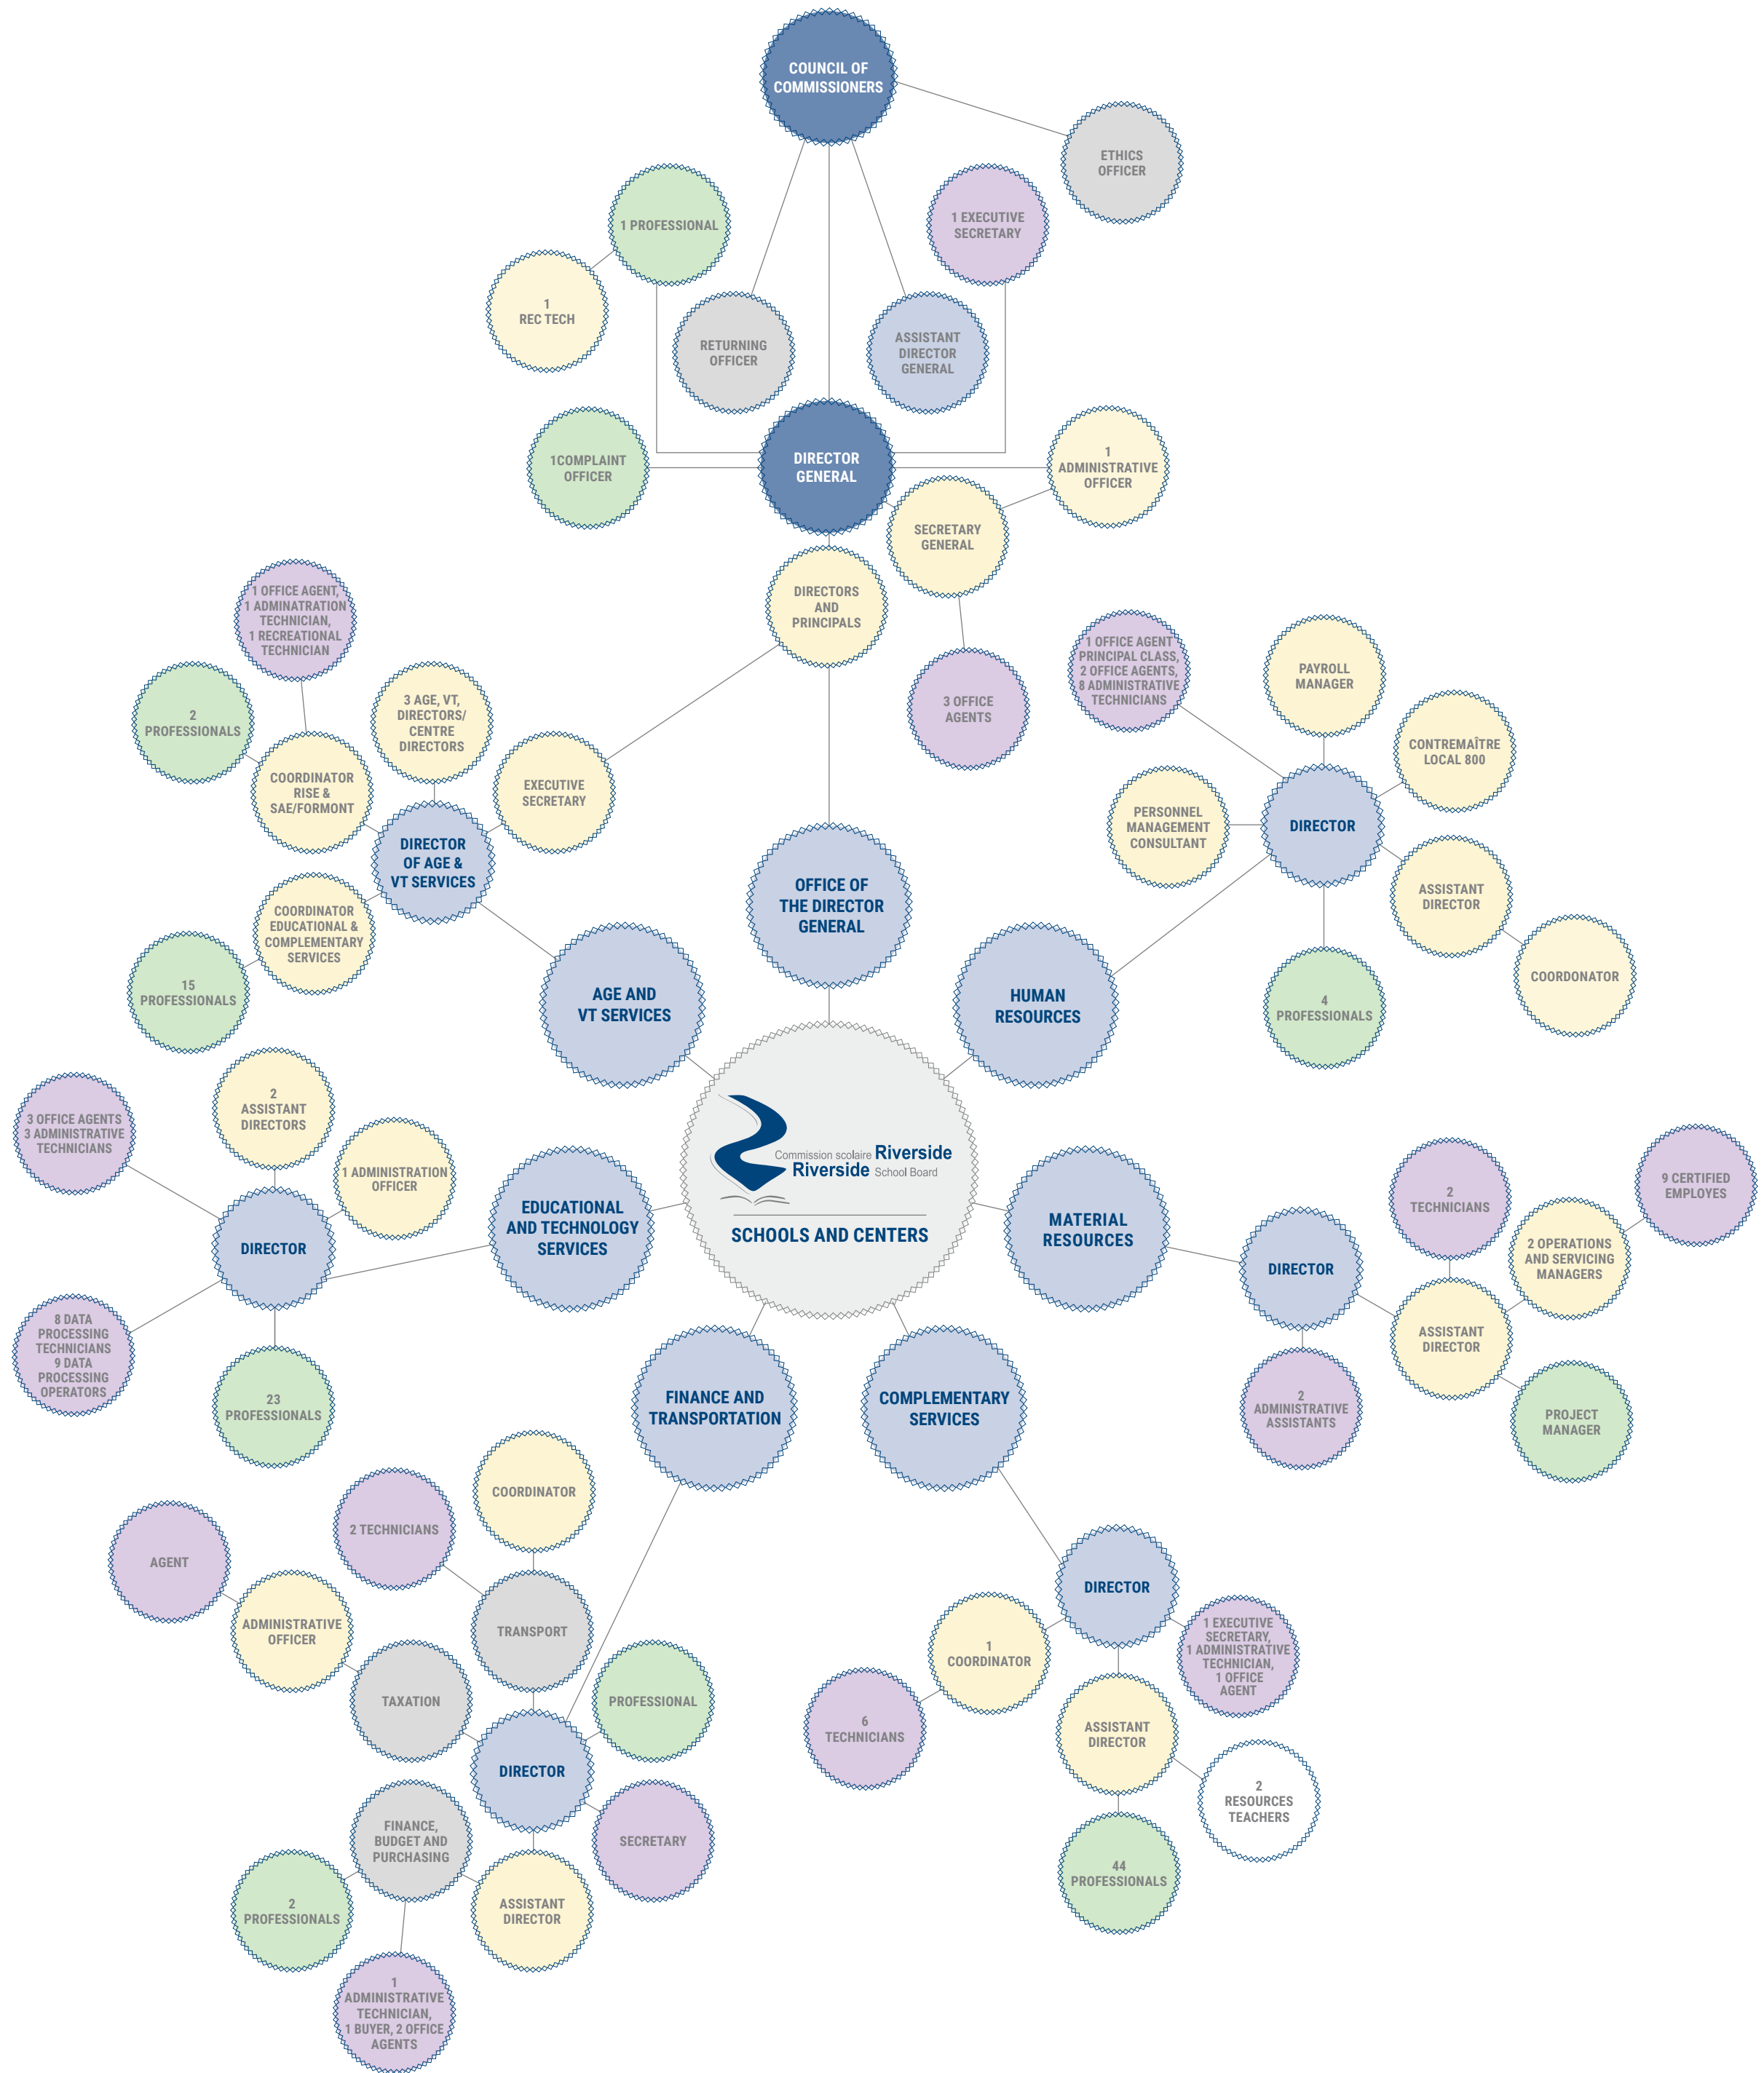 COUNCIL OF
COMMISSIONERS
ETHICS
OFFICER
1 PROFESSIONAL
1 EXECUTIVE
SECRETARY
1
REC TECH
RETURNING
OFFICER
ASSISTANT
DIRECTOR
GENERAL
1COMPLAINT
OFFICER
DIRECTOR
GENERAL
1
ADMINISTRATIVE
OFFICER
SECRETARY
GENERAL
DIRECTORS
AND
PRINCIPALS
3 OFFICE
AGENTS
1 OFFICE AGENT,
1 ADMINATRATION
TECHNICIAN,
1 RECREATIONAL
TECHNICIAN
2
PROFESSIONALS
3 AGE, VT,
DIRECTORS/
CENTRE
DIRECTORS
COORDINATOR
RISE &
SAE/FORMONT
EXECUTIVE
SECRETARY
DIRECTOR
OF AGE &
VT SERVICES
COORDINATOR
EDUCATIONAL &
COMPLEMENTARY
SERVICES
15
PROFESSIONALS
AGE AND
VT SERVICES
OFFICE OF
THE DIRECTOR
GENERAL
1 OFFICE AGENT
PRINCIPAL CLASS,
2 OFFICE AGENTS,
8 ADMINISTRATIVE
TECHNICIANS
PAYROLL
MANAGER
CONTREMAÎTRE
LOCAL 800
PERSONNEL
MANAGEMENT
CONSULTANT
DIRECTOR
ASSISTANT
DIRECTOR
COORDONATOR
4
PROFESSIONALS
HUMAN
RESOURCES
Commission scolaire Riverside
Riverside School Board
SCHOOLS AND CENTERS
2
ASSISTANT
DIRECTORS
3 OFFICE AGENTS
3 ADMINISTRATIVE
TECHNICIANS
1 ADMINISTRATION
OFFICER
DIRECTOR
EDUCATIONAL
AND TECHNOLOGY
SERVICES
8 DATA
PROCESSING
TECHNICIANS
9 DATA
PROCESSING
OPERATORS
23
PROFESSIONALS
MATERIAL
RESOURCES
DIRECTOR
2
TECHNICIANS
9 CERTIFIED
EMPLOYES
2 OPERATIONS
AND SERVICING
MANAGERS
ASSISTANT
DIRECTOR
2
ADMINISTRATIVE
ASSISTANTS
PROJECT
MANAGER
FINANCE AND
TRANSPORTATION
COMPLEMENTARY
SERVICES
COORDINATOR
2 TECHNICIANS
AGENT
ADMINISTRATIVE
OFFICER
TRANSPORT
TAXATION
PROFESSIONAL
DIRECTOR
FINANCE,
BUDGET AND
PURCHASING
SECRETARY
2
PROFESSIONALS
ASSISTANT
DIRECTOR
1
ADMINISTRATIVE
TECHNICIAN,
1 BUYER, 2 OFFICE
AGENTS
DIRECTOR
1
COORDINATOR
1 EXECUTIVE
SECRETARY,
1 ADMINISTRATIVE
TECHNICIAN,
1 OFFICE
AGENT
6
TECHNICIANS
ASSISTANT
DIRECTOR
2
RESOURCES
TEACHERS
44
PROFESSIONALS